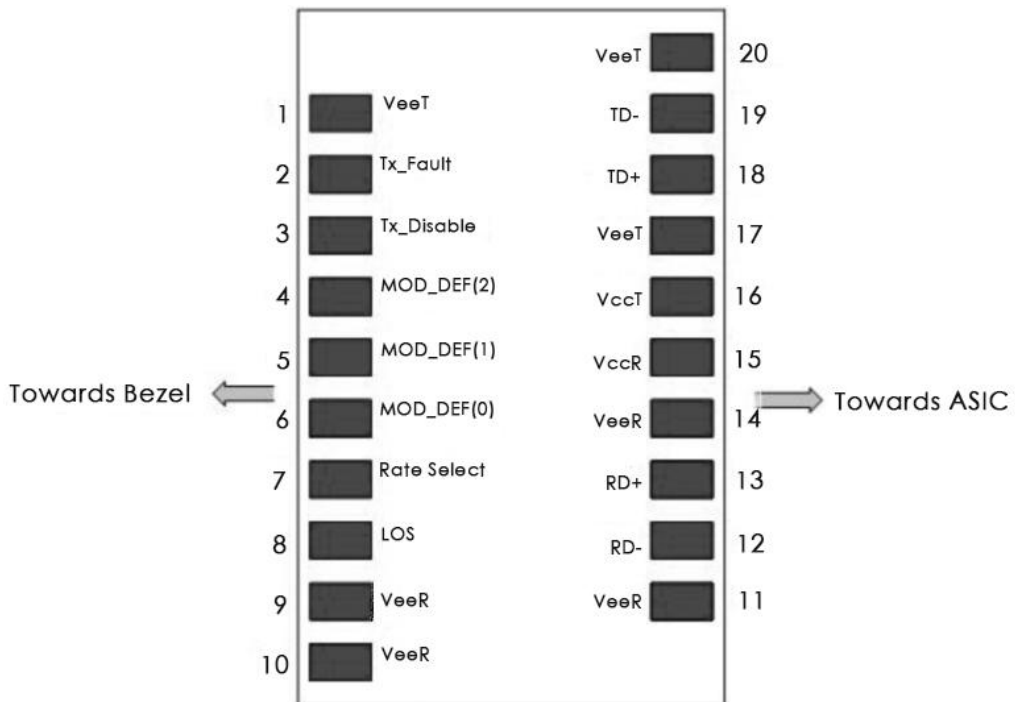 VeeT
20
1
VeeT
TD-
19
2
Tx_Fault
TD+
18
3
Tx_Disable
VeeT
17
4
MOD_DEF(2)
VccT
16
5
MOD_DEF(1)
VccR
15
Towards Bezel
Towards ASIC
6
MOD_DEF(0)
VeeR
14
7
Rate Select
RD+
13
8
LOS
RD-
12
9
VeeR
VeeR
11
10
VeeR